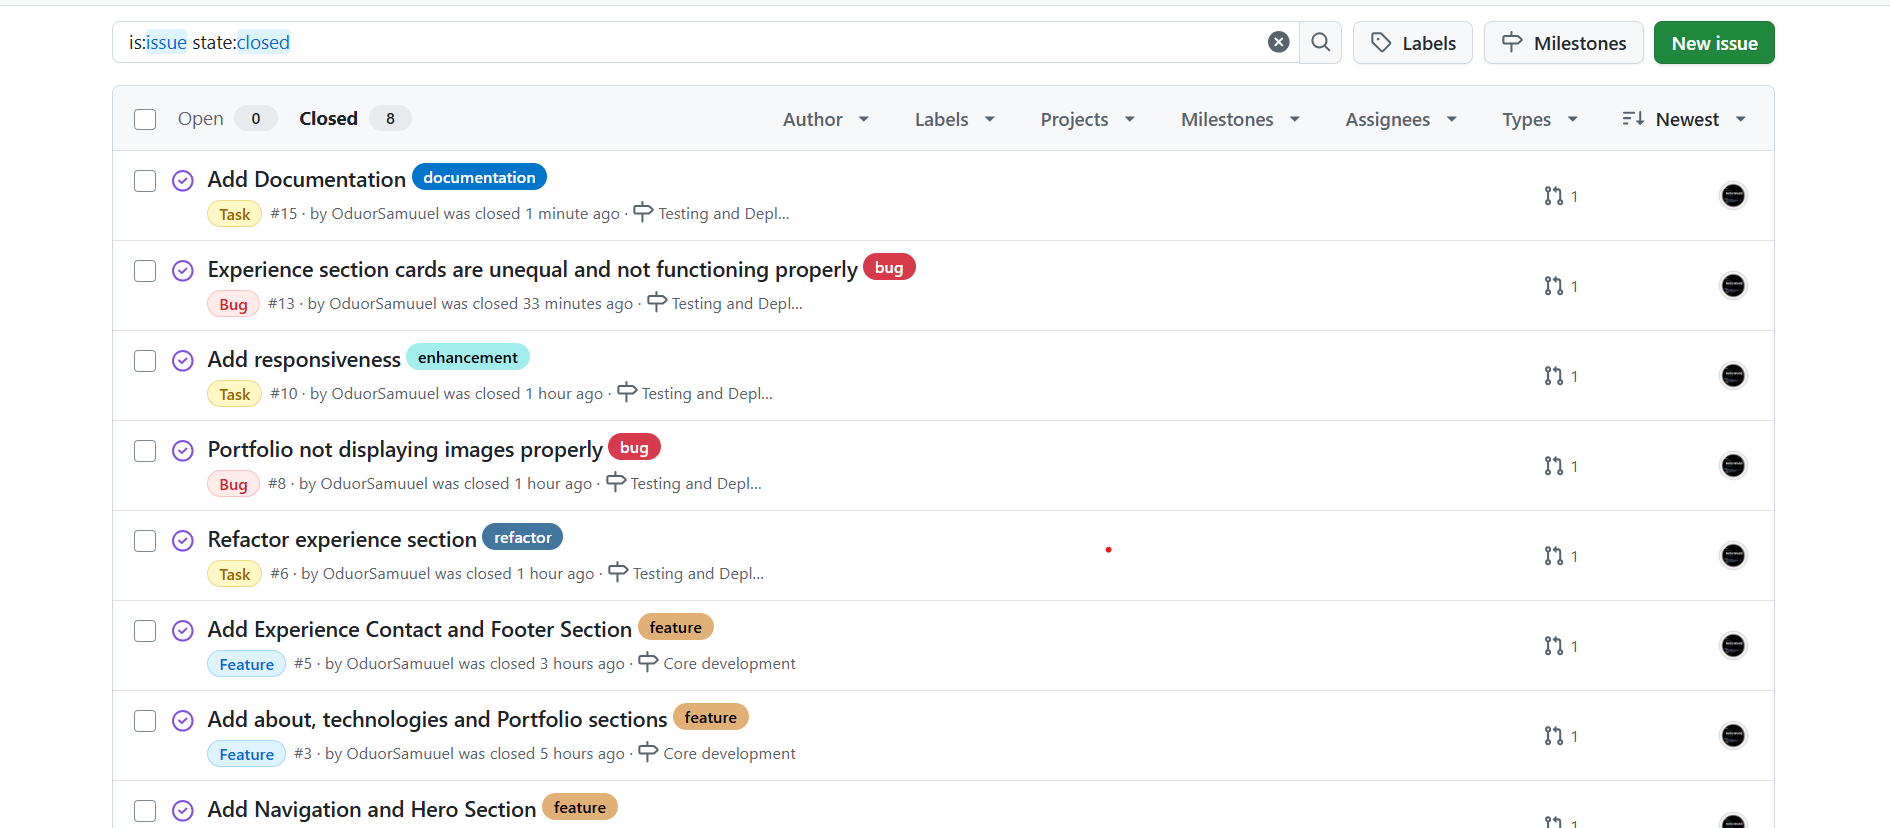 is:issue state:closed
Labels
Milestones
New issue
Open 0 Closed 8 Author Labels Projects Milestones Assignees Types Newest
Add Documentation documentation
Task #15 · by OduorSamuuel was closed 1 minute ago · Testing and Depl...
1
Experience section cards are unequal and not functioning properly bug
Bug #13 · by OduorSamuuel was closed 33 minutes ago · Testing and Depl...
1
Add responsiveness enhancement
Task #10 · by OduorSamuuel was closed 1 hour ago · Testing and Depl...
1
Portfolio not displaying images properly bug
Bug #8 · by OduorSamuuel was closed 1 hour ago · Testing and Depl...
1
Refactor experience section refactor
Task #6 · by OduorSamuuel was closed 1 hour ago · Testing and Depl...
1
Add Experience Contact and Footer Section feature
Feature #5 · by OduorSamuuel was closed 3 hours ago · Core development
1
Add about, technologies and Portfolio sections feature
Feature #3 · by OduorSamuuel was closed 5 hours ago · Core development
1
Add Navigation and Hero Section feature
1